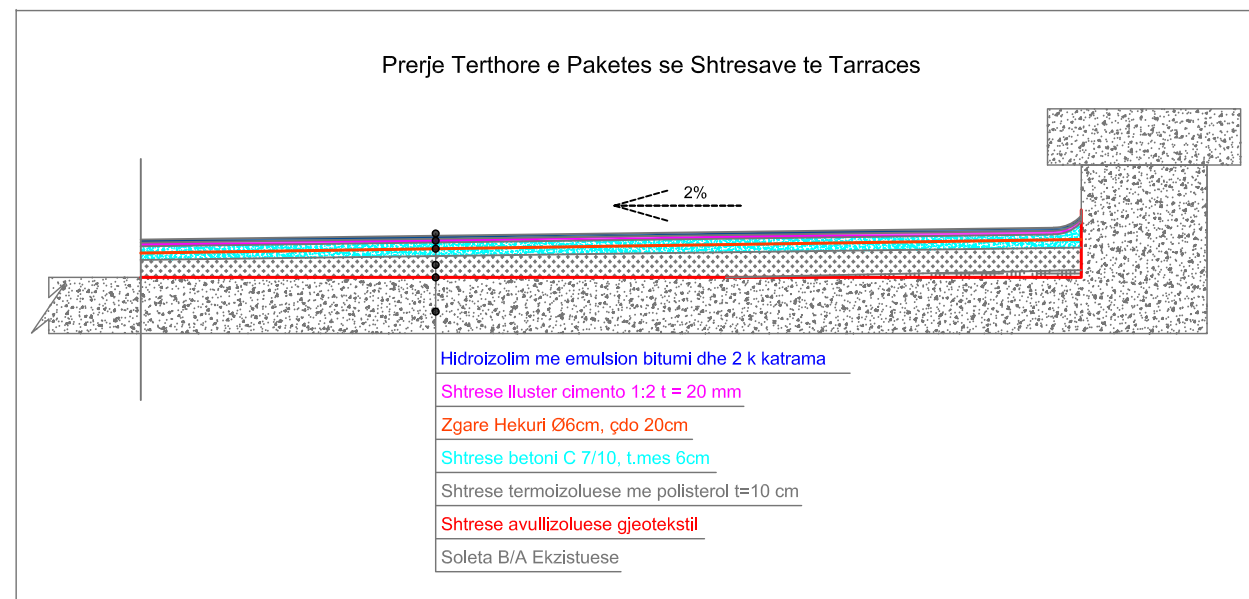 Prerje Terthore e Paketes se Shtresave te Tarraces
2%
Hidroizolim me emulsion bitumi dhe 2 k katrama
Shtrese lluster cimento 1:2 t = 20 mm
Zgare Hekuri Ø6cm, çdo 20cm
Shtrese betoni C 7/10, t.mes 6cm
Shtrese termoizoluese me polisterol t=10 cm
Shtrese avullizoluese gjeotekstil
Soleta B/A Ekzistuese